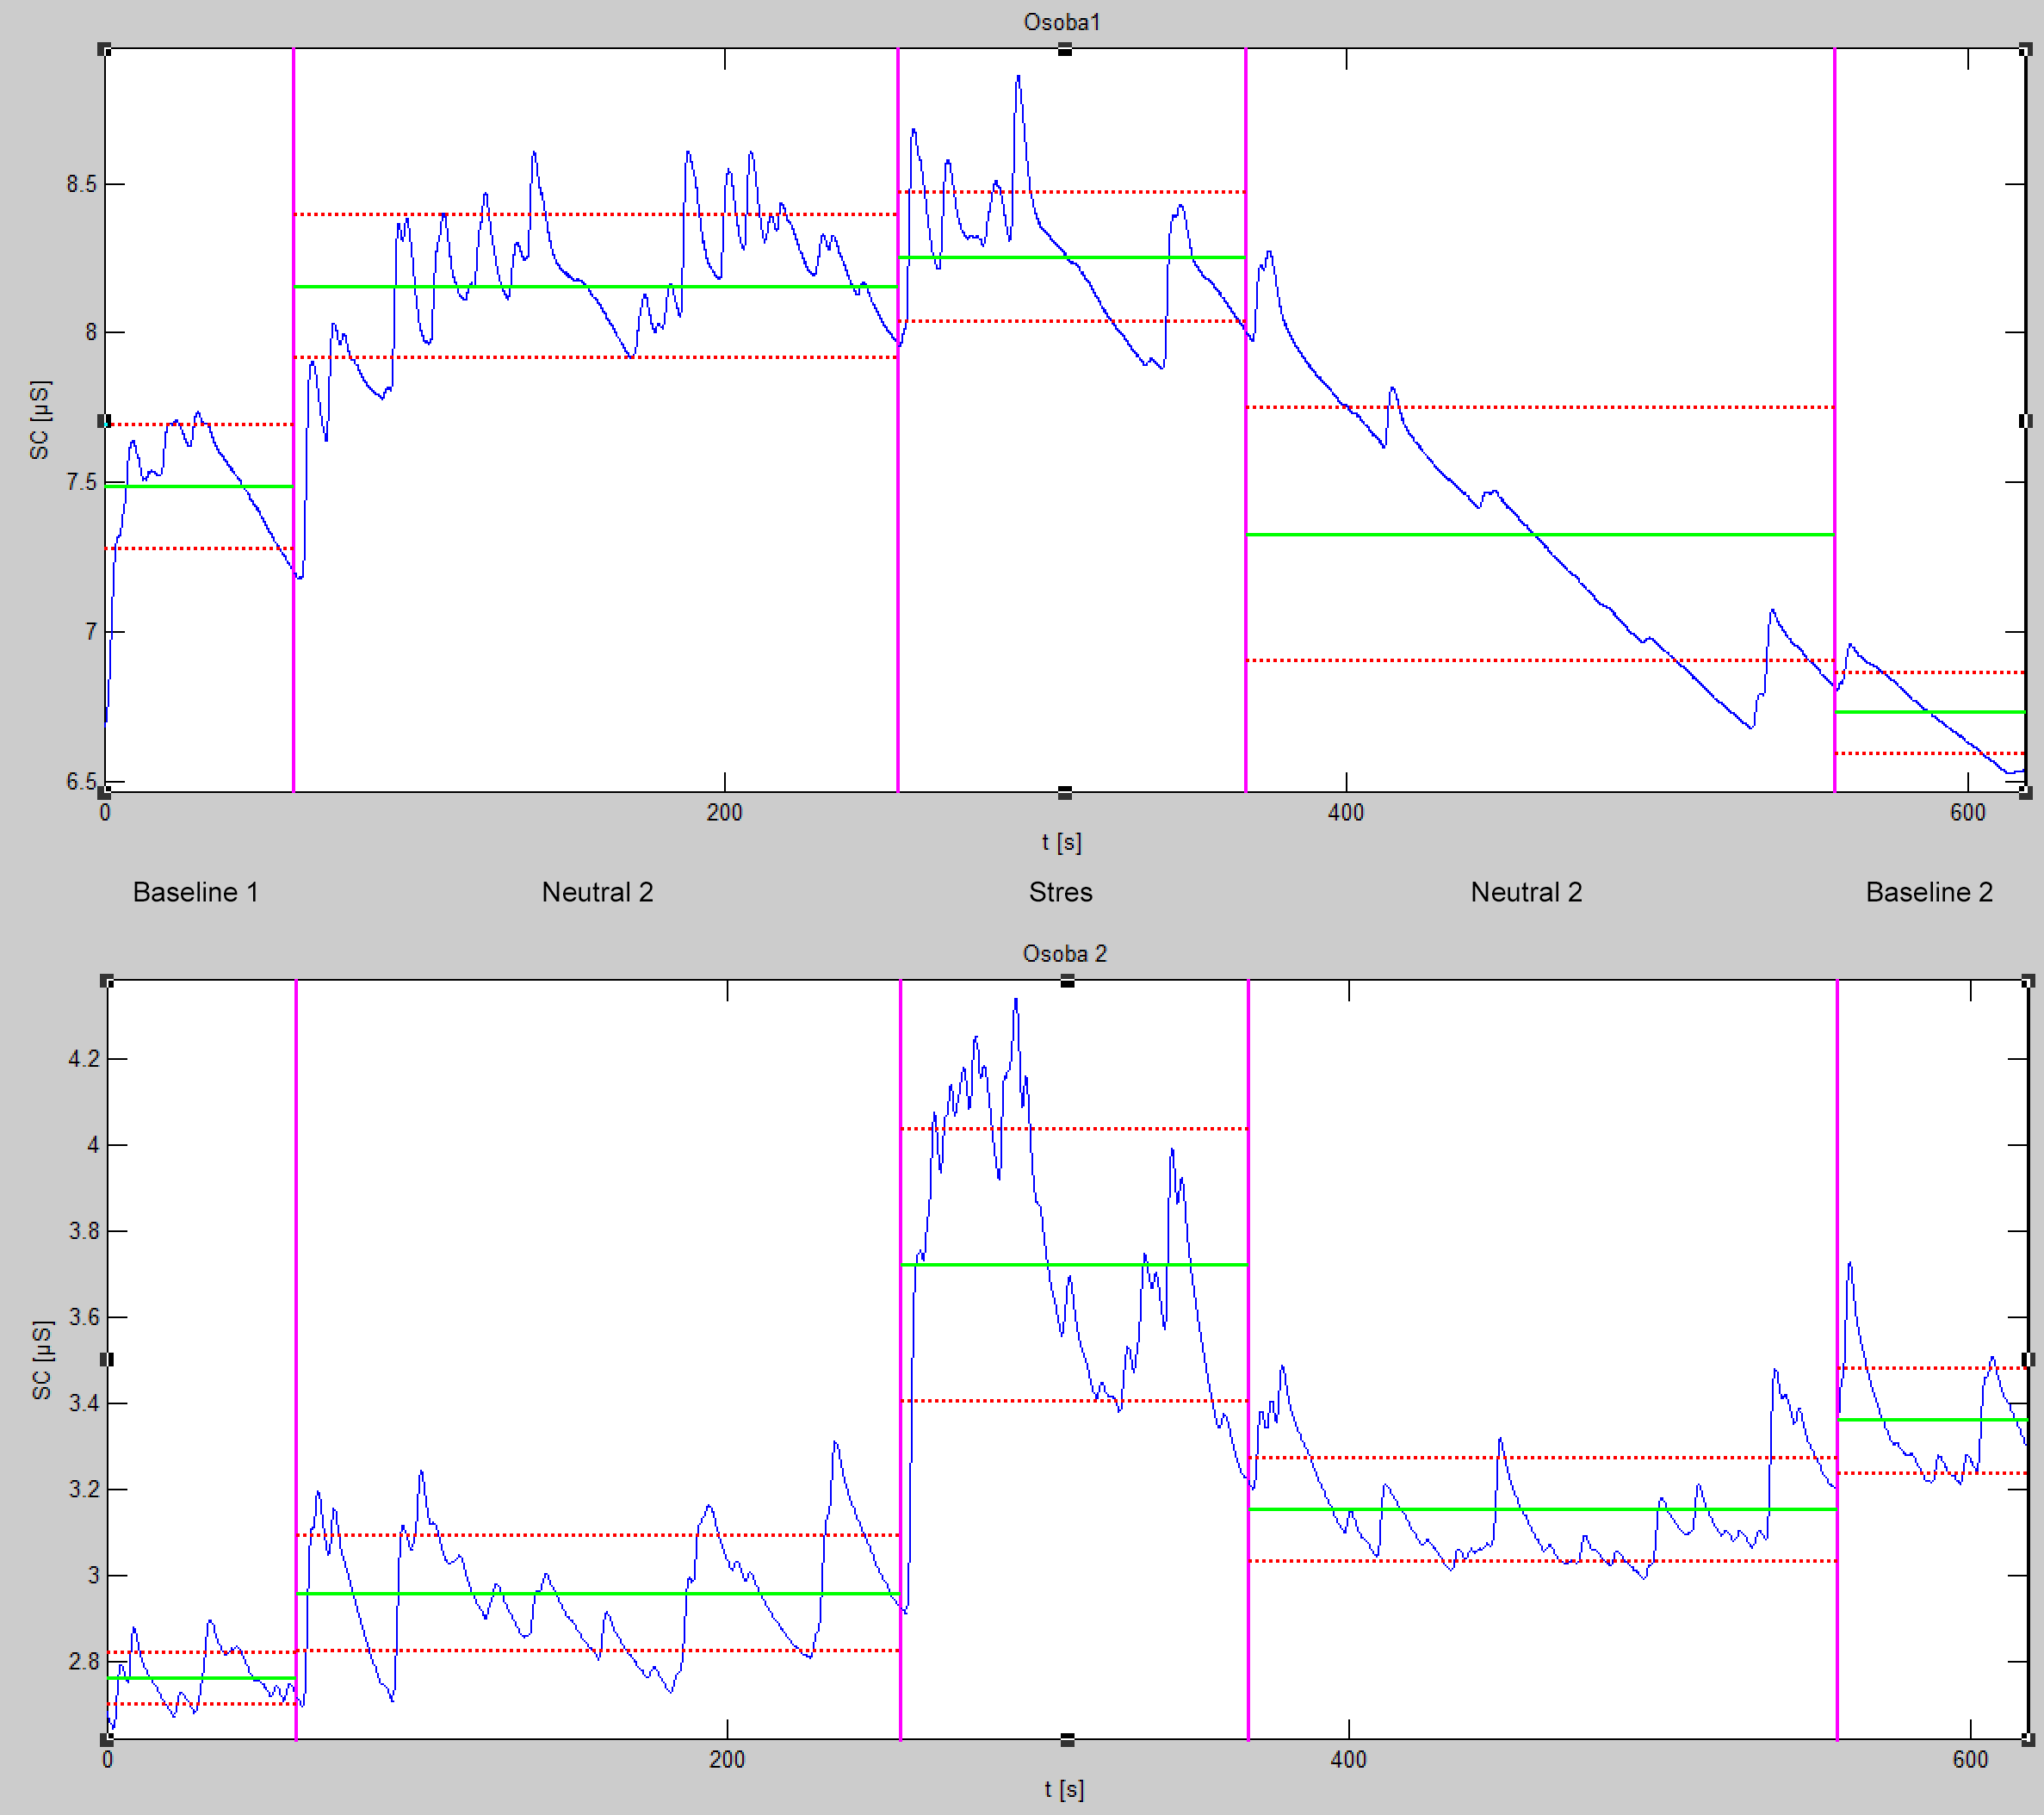 Osoba1
8.5
8
7.5
7
6.5
SC [µS]
0 200 400 600
t [s]
Baseline 1 Neutral 2 Stres Neutral 2 Baseline 2
Osoba 2
4.2
4
3.8
3.6
3.4
3.2
3
2.8
SC [µS]
0 200 400 600
t [s]